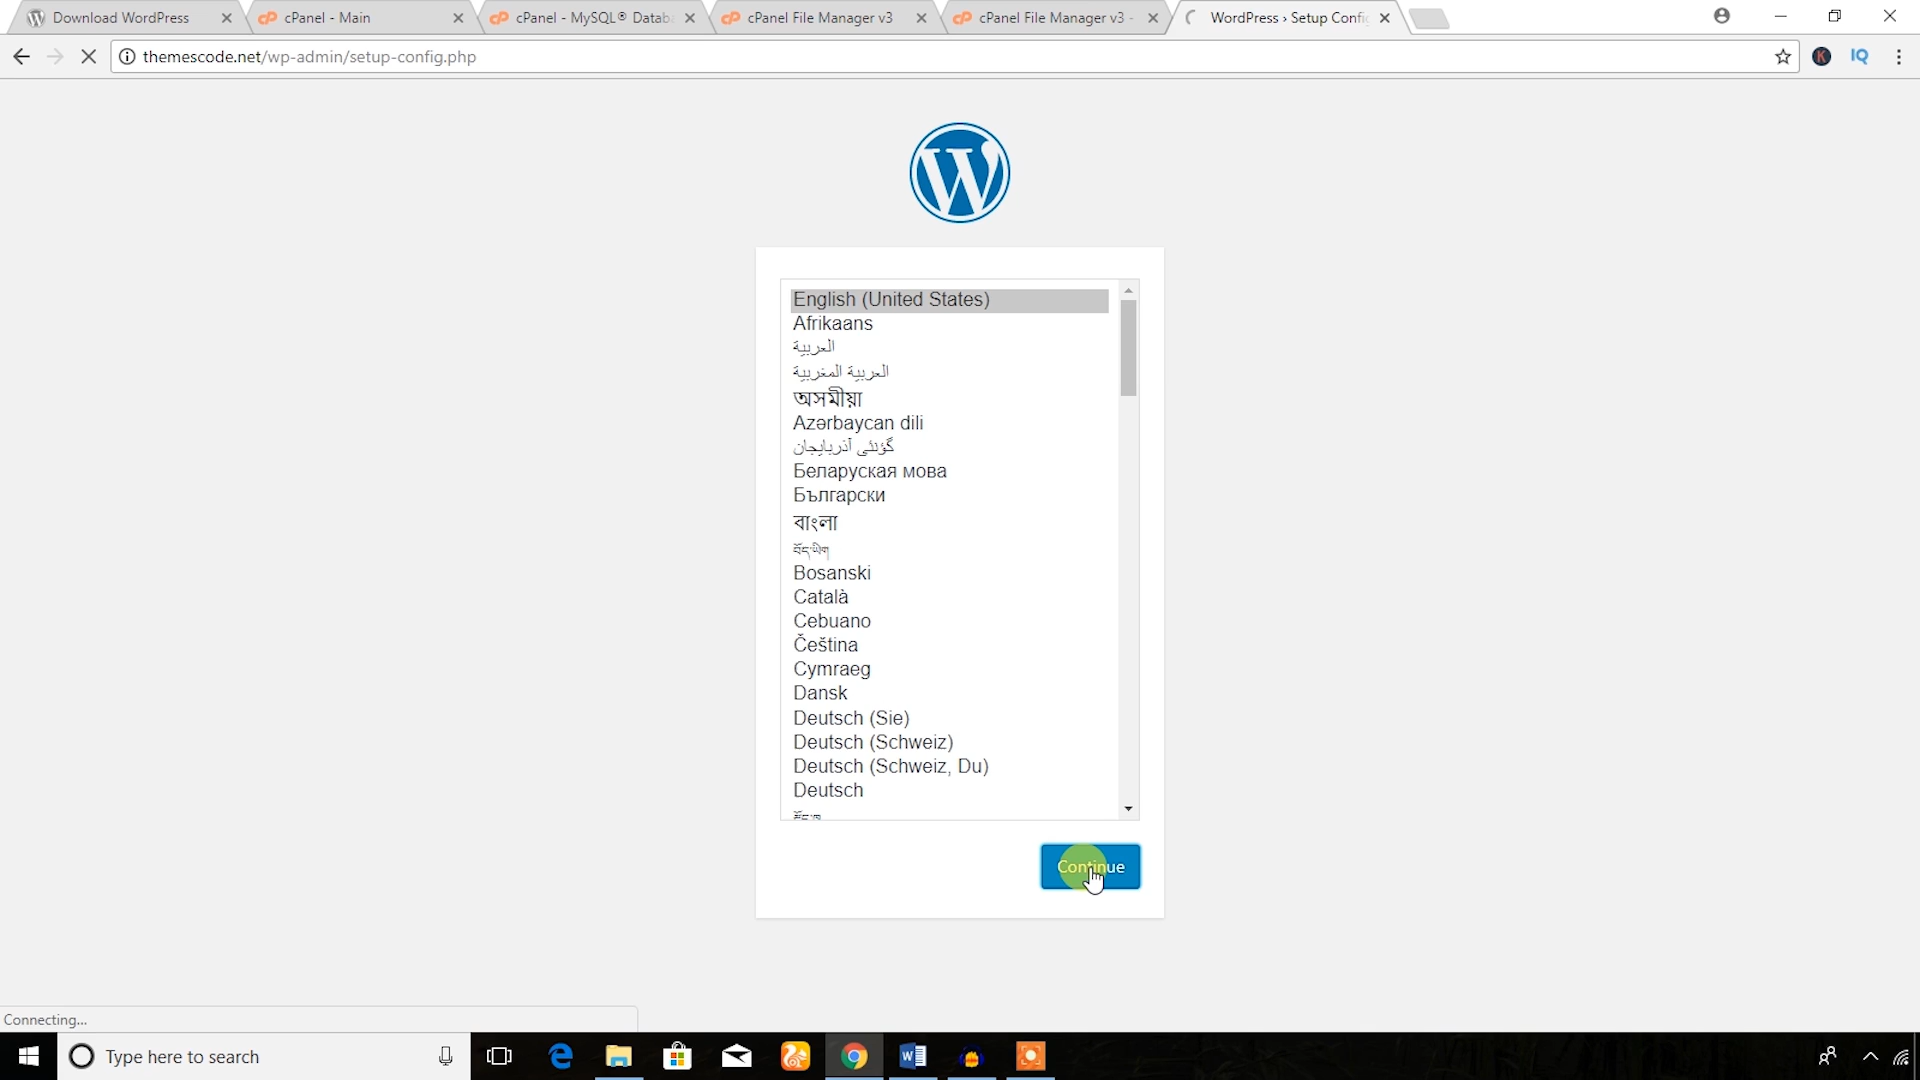 Download WordPress
cPanel - Main
cPanel - MySQL® Datab
cPanel File Manager v3
cPanel File Manager v3 -
WordPress › Setup Config
themescode.net/wp-admin/setup-config.php
K
IQ
English (United States)
Afrikaans
العربية
العربية المغربية
অসমীয়া
Azərbaycan dili
گؤنئی آذربایجان
Беларуская мова
Български
বাংলা
བོད་ཡིག
Bosanski
Català
Cebuano
Čeština
Cymraeg
Dansk
Deutsch (Sie)
Deutsch (Schweiz)
Deutsch (Schweiz, Du)
Deutsch
Continue
Connecting...
Type here to search